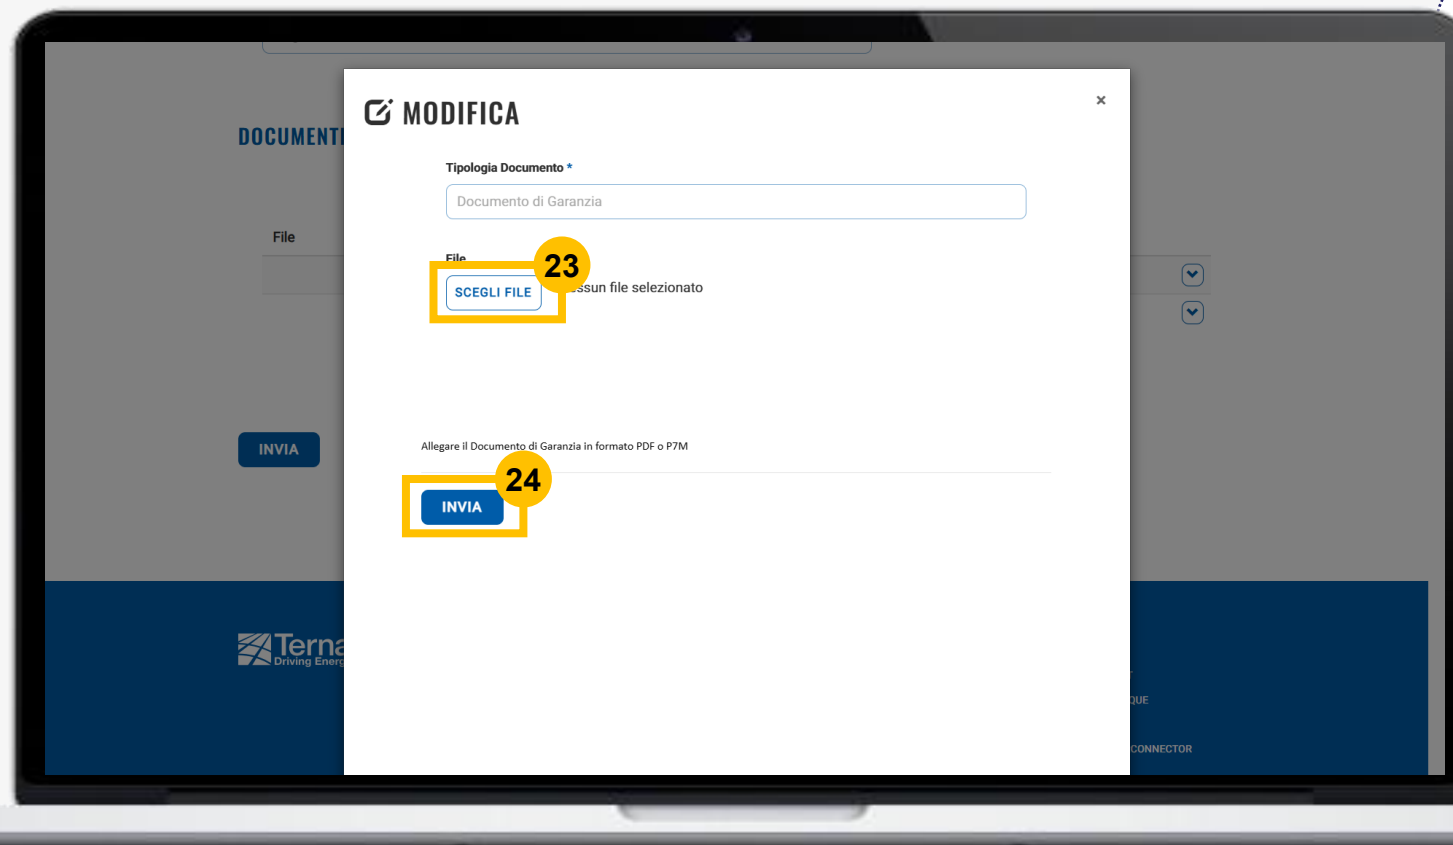 MODIFICA
×
DOCUMENTI
Tipologia Documento *
Documento di Garanzia
File
File
23
SCEGLI FILE
essun file selezionato
Allegare il Documento di Garanzia in formato PDF o P7M
INVIA
24
INVIA
Terna
Driving Energ
QUE
CONNECTOR